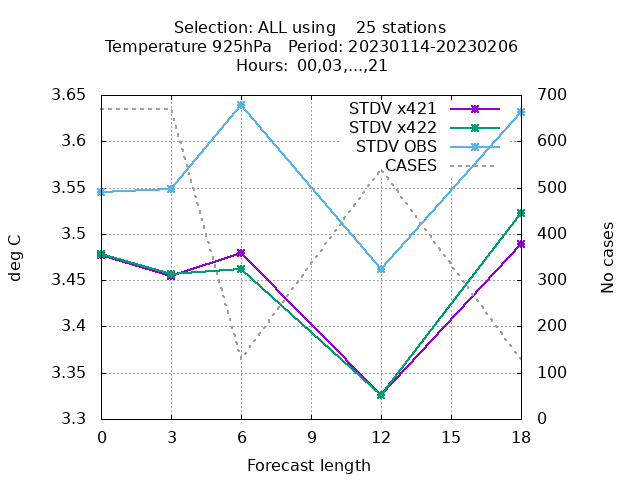 Selection: ALL using    25 stations
Temperature 925hPa   Period: 20230114-20230206
Hours:  00,03,...,21
STDV x421
STDV x422
STDV OBS
CASES
3.65
3.6
3.55
3.5
3.45
3.4
3.35
3.3
700
600
500
400
300
200
100
0
deg C
No cases
0 3 6 9 12 15 18
Forecast length